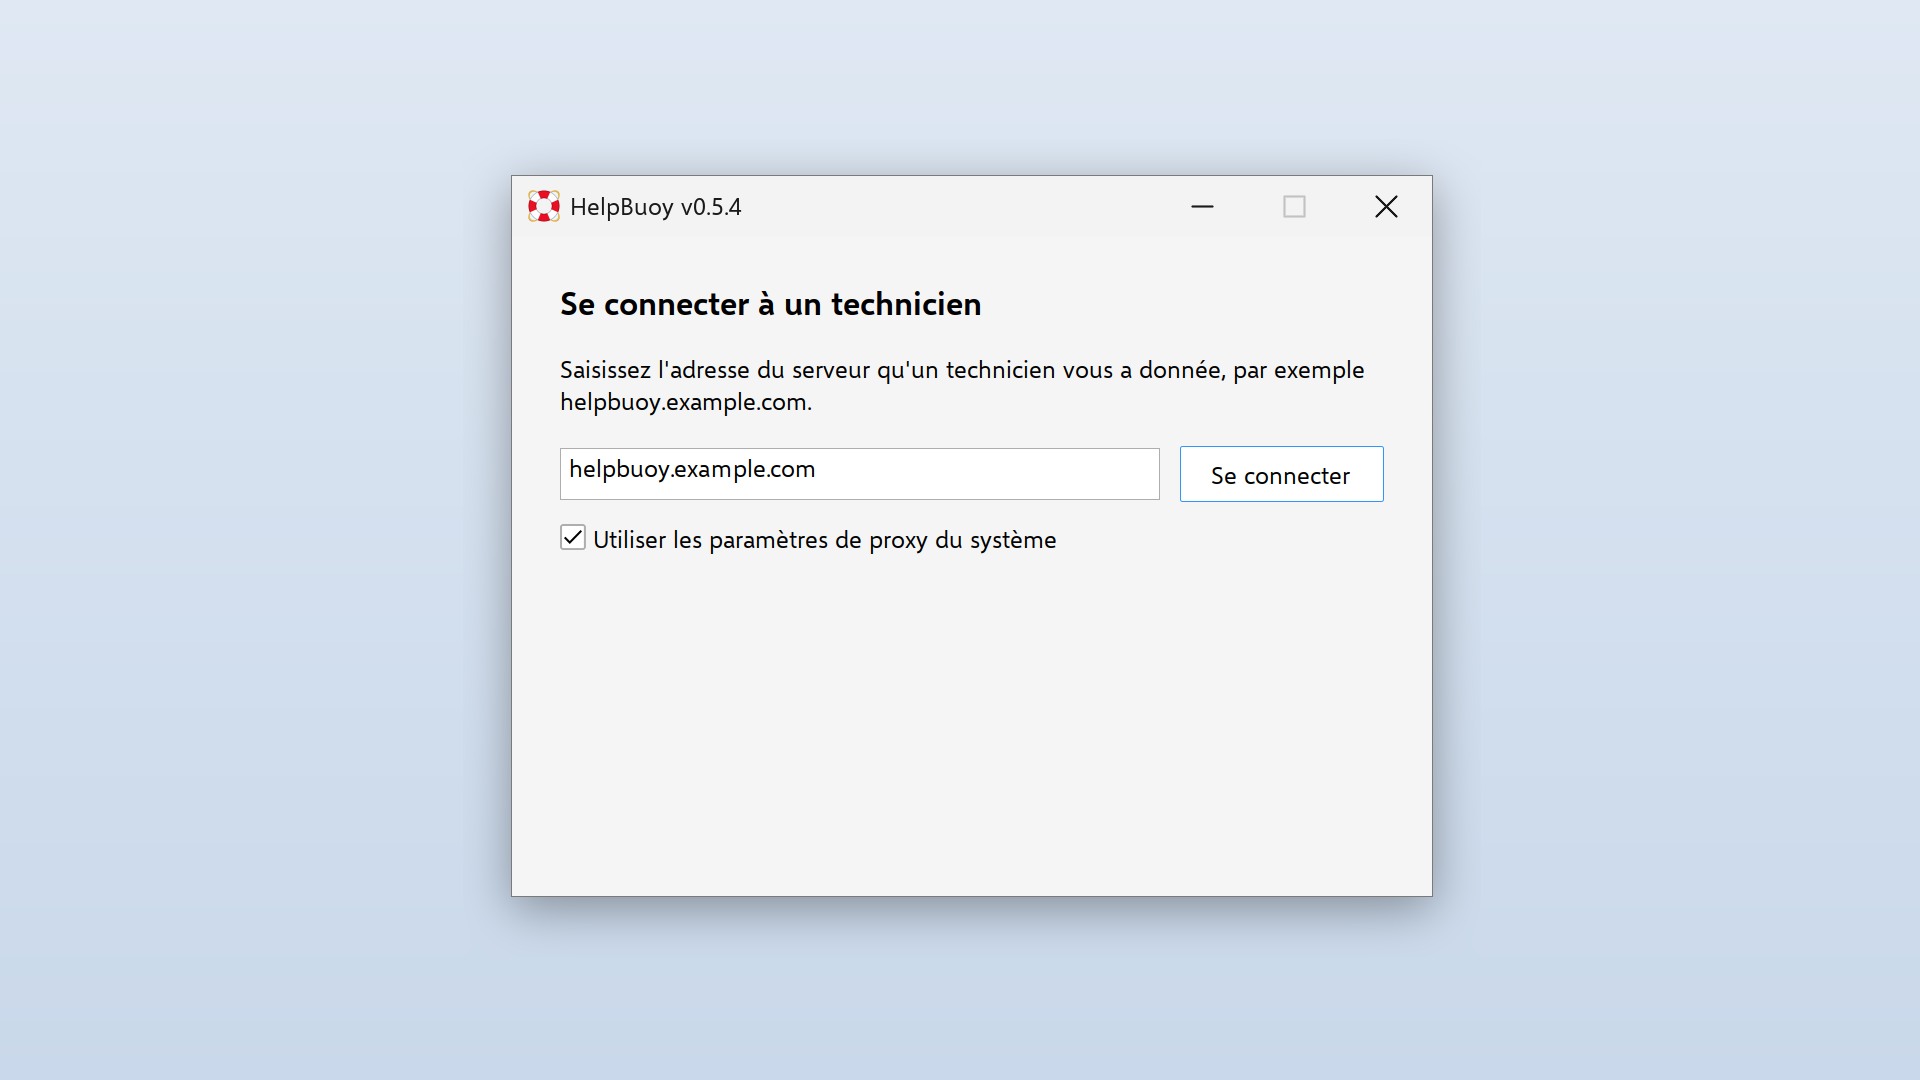 HelpBuoy v0.5.4
Se connecter à un technicien
Saisissez l'adresse du serveur qu'un technicien vous a donnée, par exemple
helpbuoy.example.com.
helpbuoy.example.com
Se connecter
Utiliser les paramètres de proxy du système